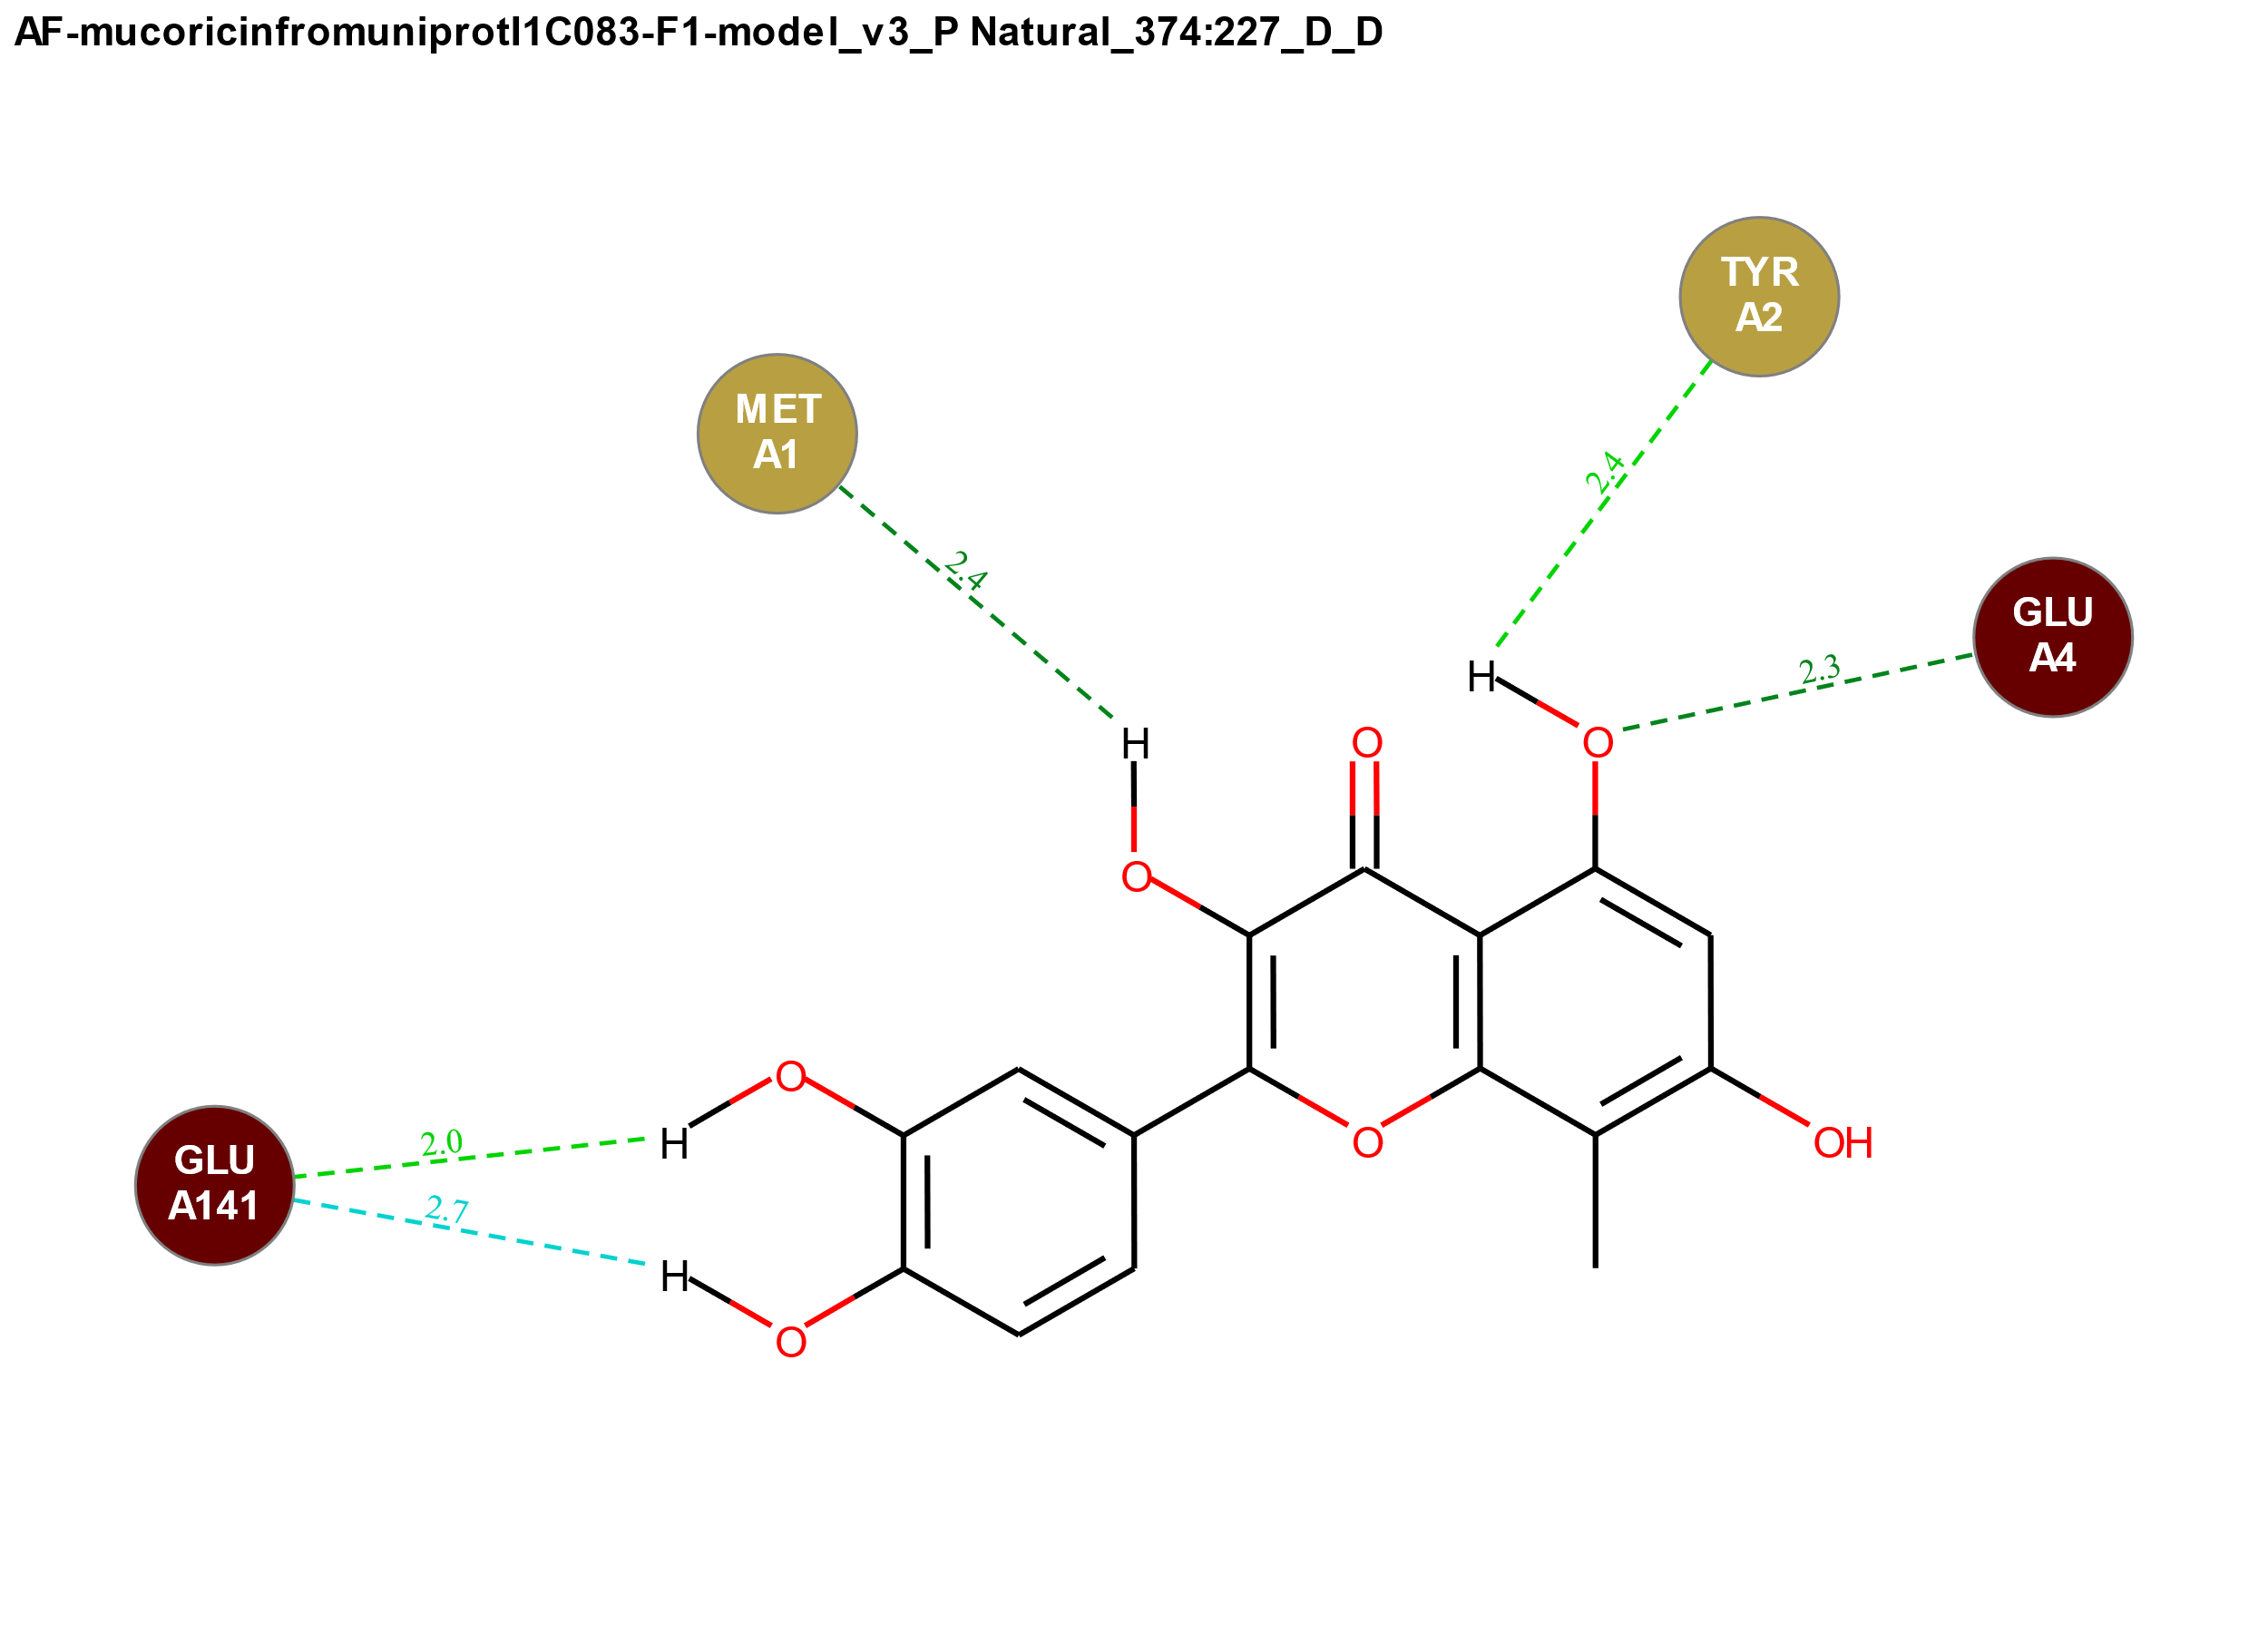 AF-mucoricinfromuniprotI1C083-F1-model_v3_P Natural_374:227_D_D
TYR
A2
MET
A1
2.4
2.4
GLU
A4
2.3
H
H
O
O
O
O
O
H
O
OH
GLU
A141
2.0
2.7
H
O